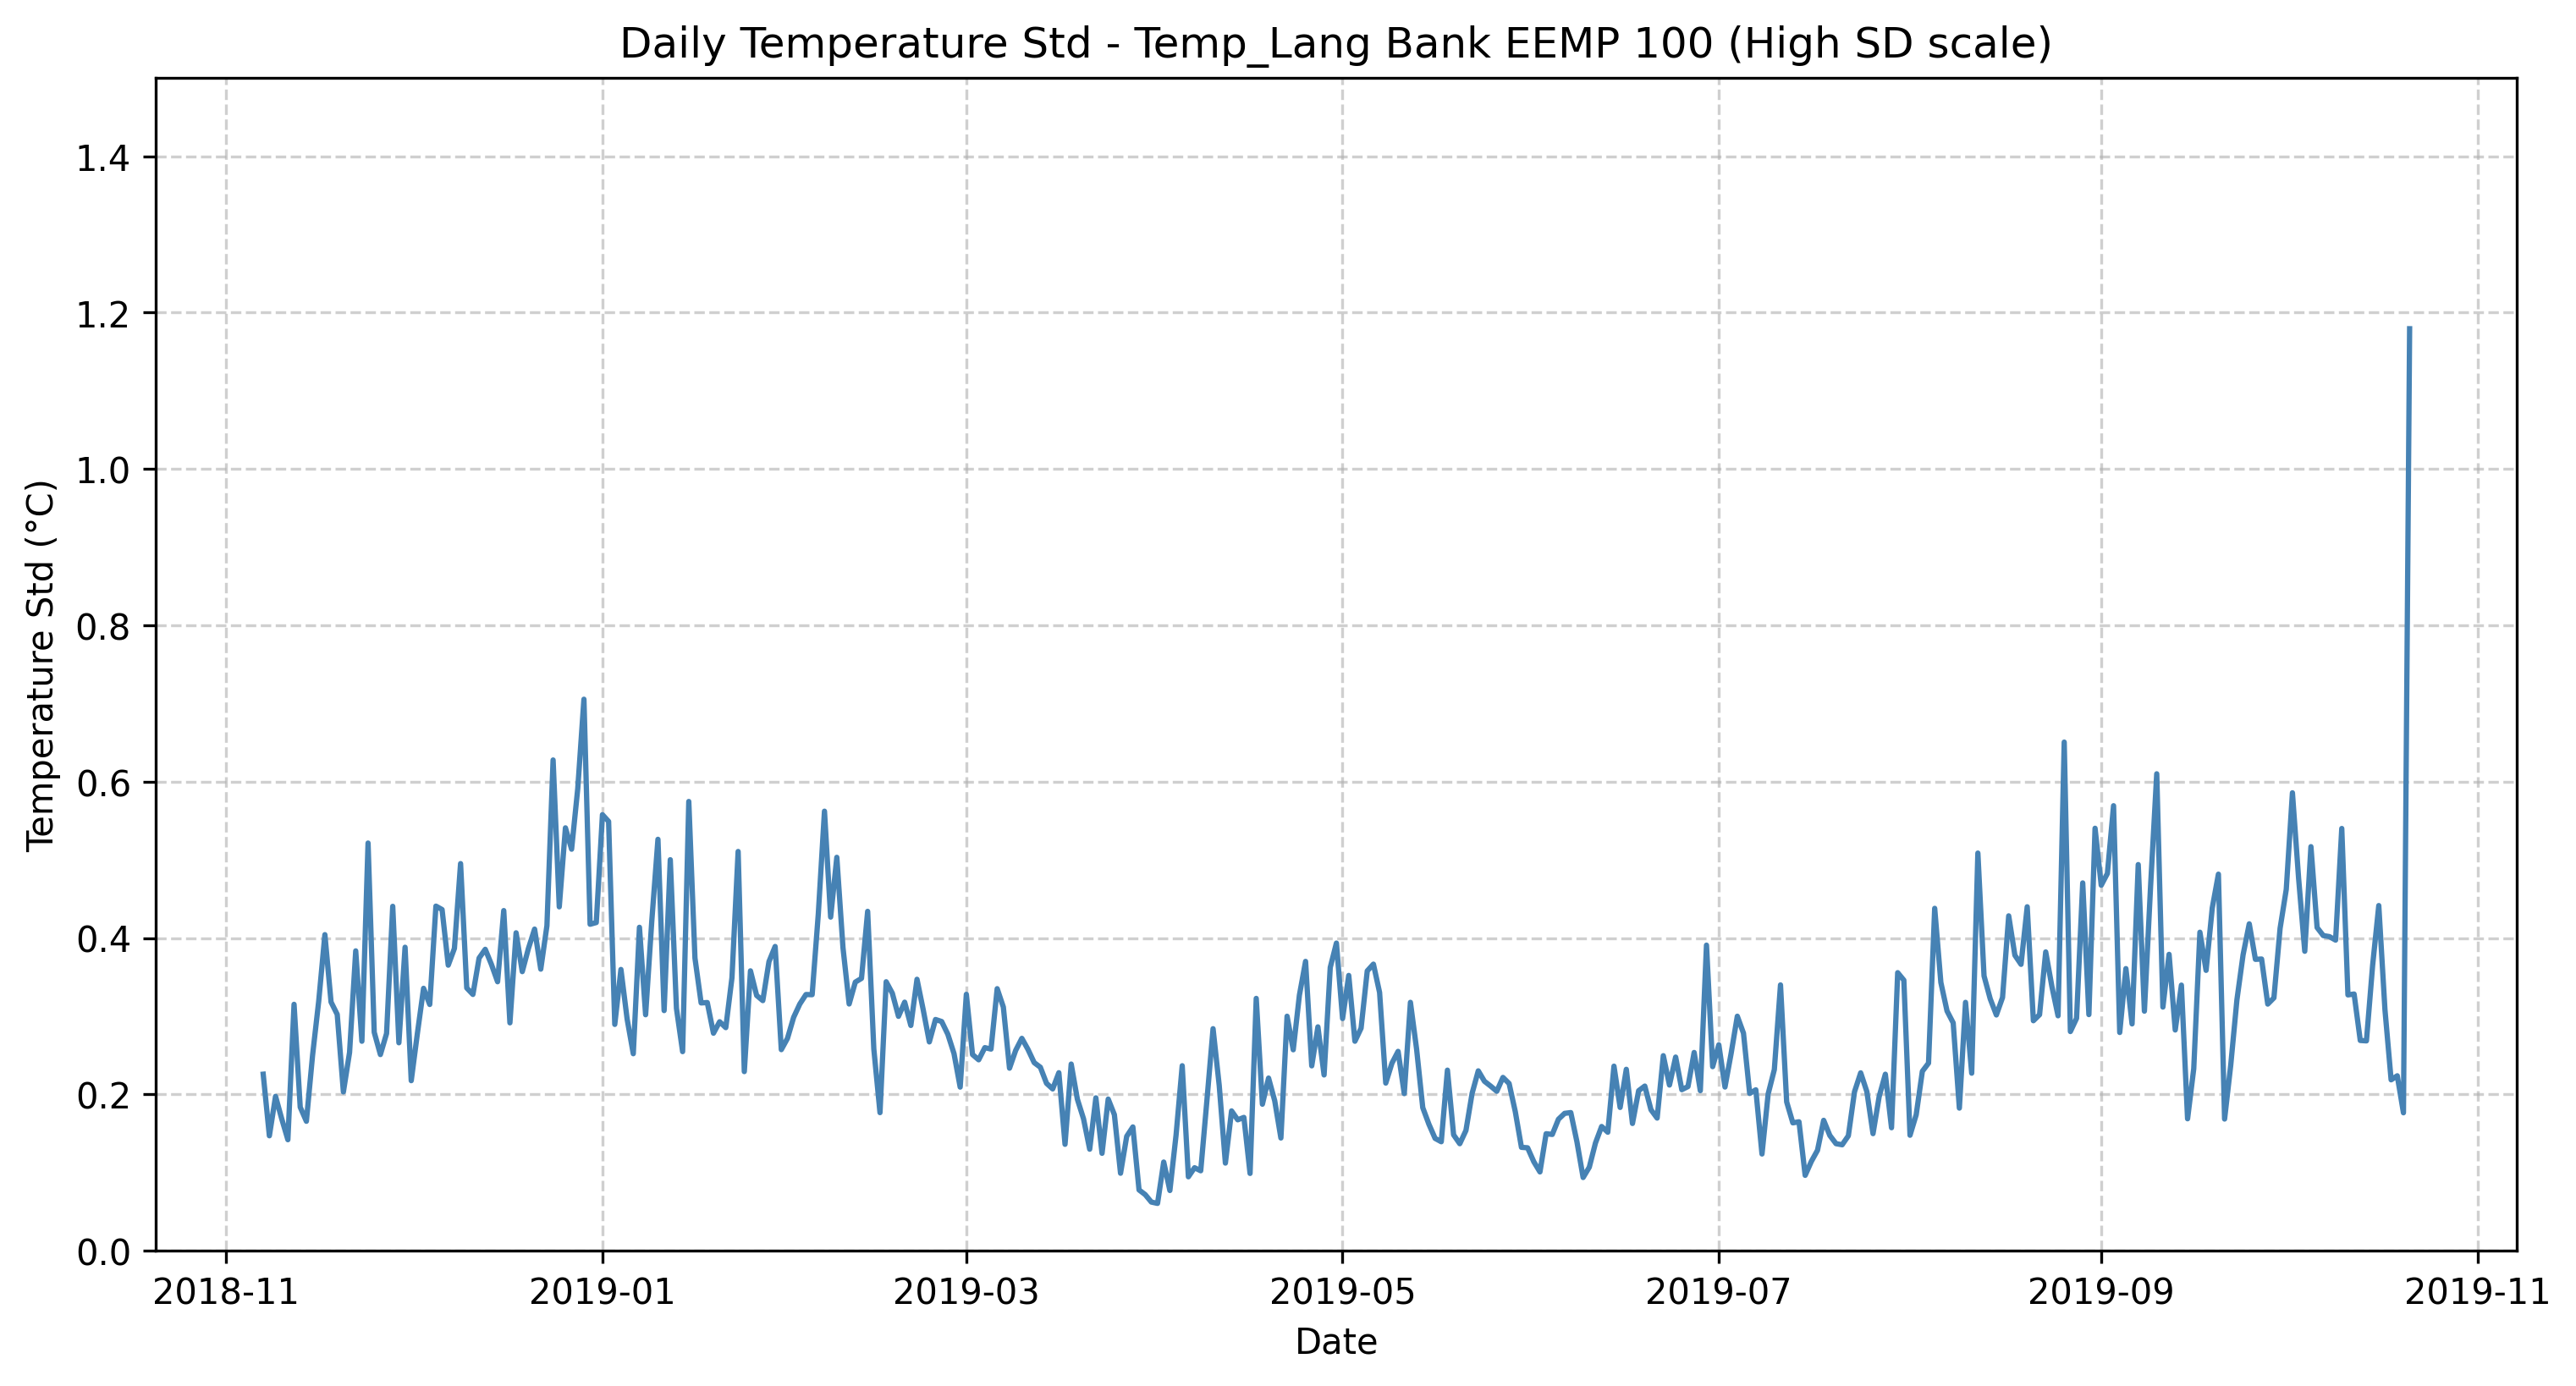 Daily Temperature Std - Temp_Lang Bank EEMP 100 (High SD scale)
1.4
1.2
1.0
0.8
0.6
0.4
0.2
0.0
Temperature Std (°C)
2018-11 2019-01 2019-03 2019-05 2019-07 2019-09 2019-11
Date